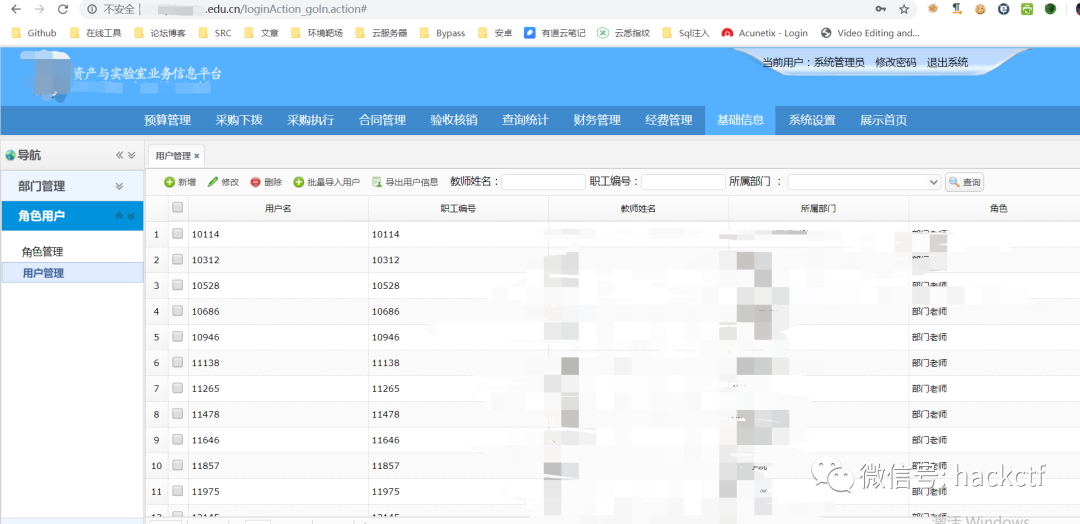 不安全 .edu.cn/loginAction_goIn.action#
Github 在线工具 论坛博客 SRC 文章 环境靶场 云服务器 Bypass 安卓 有道云笔记 云悉指纹 Sql注入 Acunetix - Login Video Editing and...
资产与实验室业务信息平台
当前用户：系统管理员 修改密码 退出系统
预算管理 采购下拨 采购执行 合同管理 验收核销 查询统计 财务管理 经费管理 基础信息 系统设置 展示首页
导航
用户管理
部门管理
新增 修改 删除 批量导入用户 导出用户信息 教师姓名： 职工编号： 所属部门 ： 查询
角色用户
用户名 职工编号 教师姓名 所属部门 角色
角色管理
用户管理
1 10114 10114
2 10312 10312
3 10528 10528 部门老师
4 10686 10686 部门老师
5 10946 10946 部门老师
6 11138 11138 部门老师
7 11265 11265 部门老师
8 11478 11478 部门老师
9 11646 11646 部门老师
10 11857 11857 部门老师
11 11975 11975 部门老师
微信号: hackctf
激活 Windows